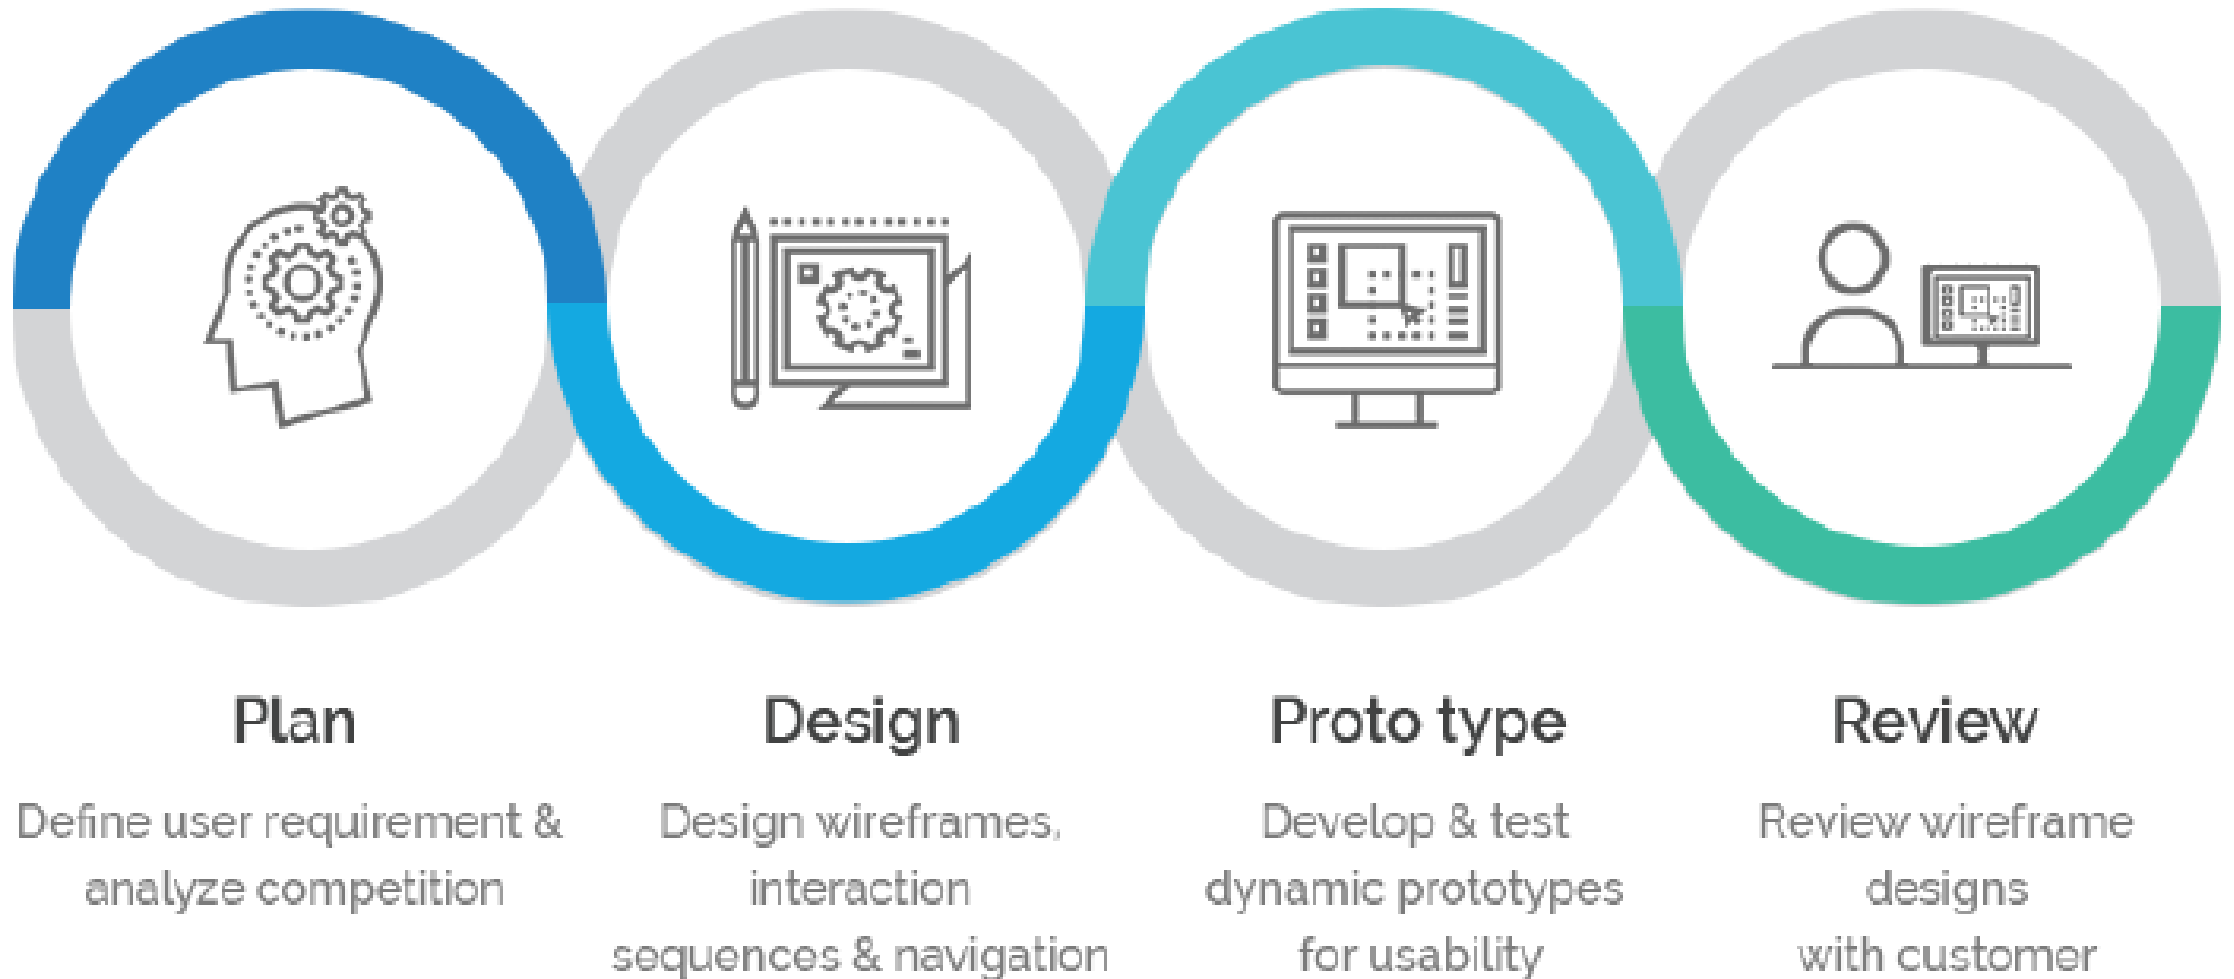 Plan
Define user requirement &
analyze competition
Design
Design wireframes,
interaction
sequences & navigation
Proto type
Develop & test
dynamic prototypes
for usability
Review
Review wireframe
designs
with customer